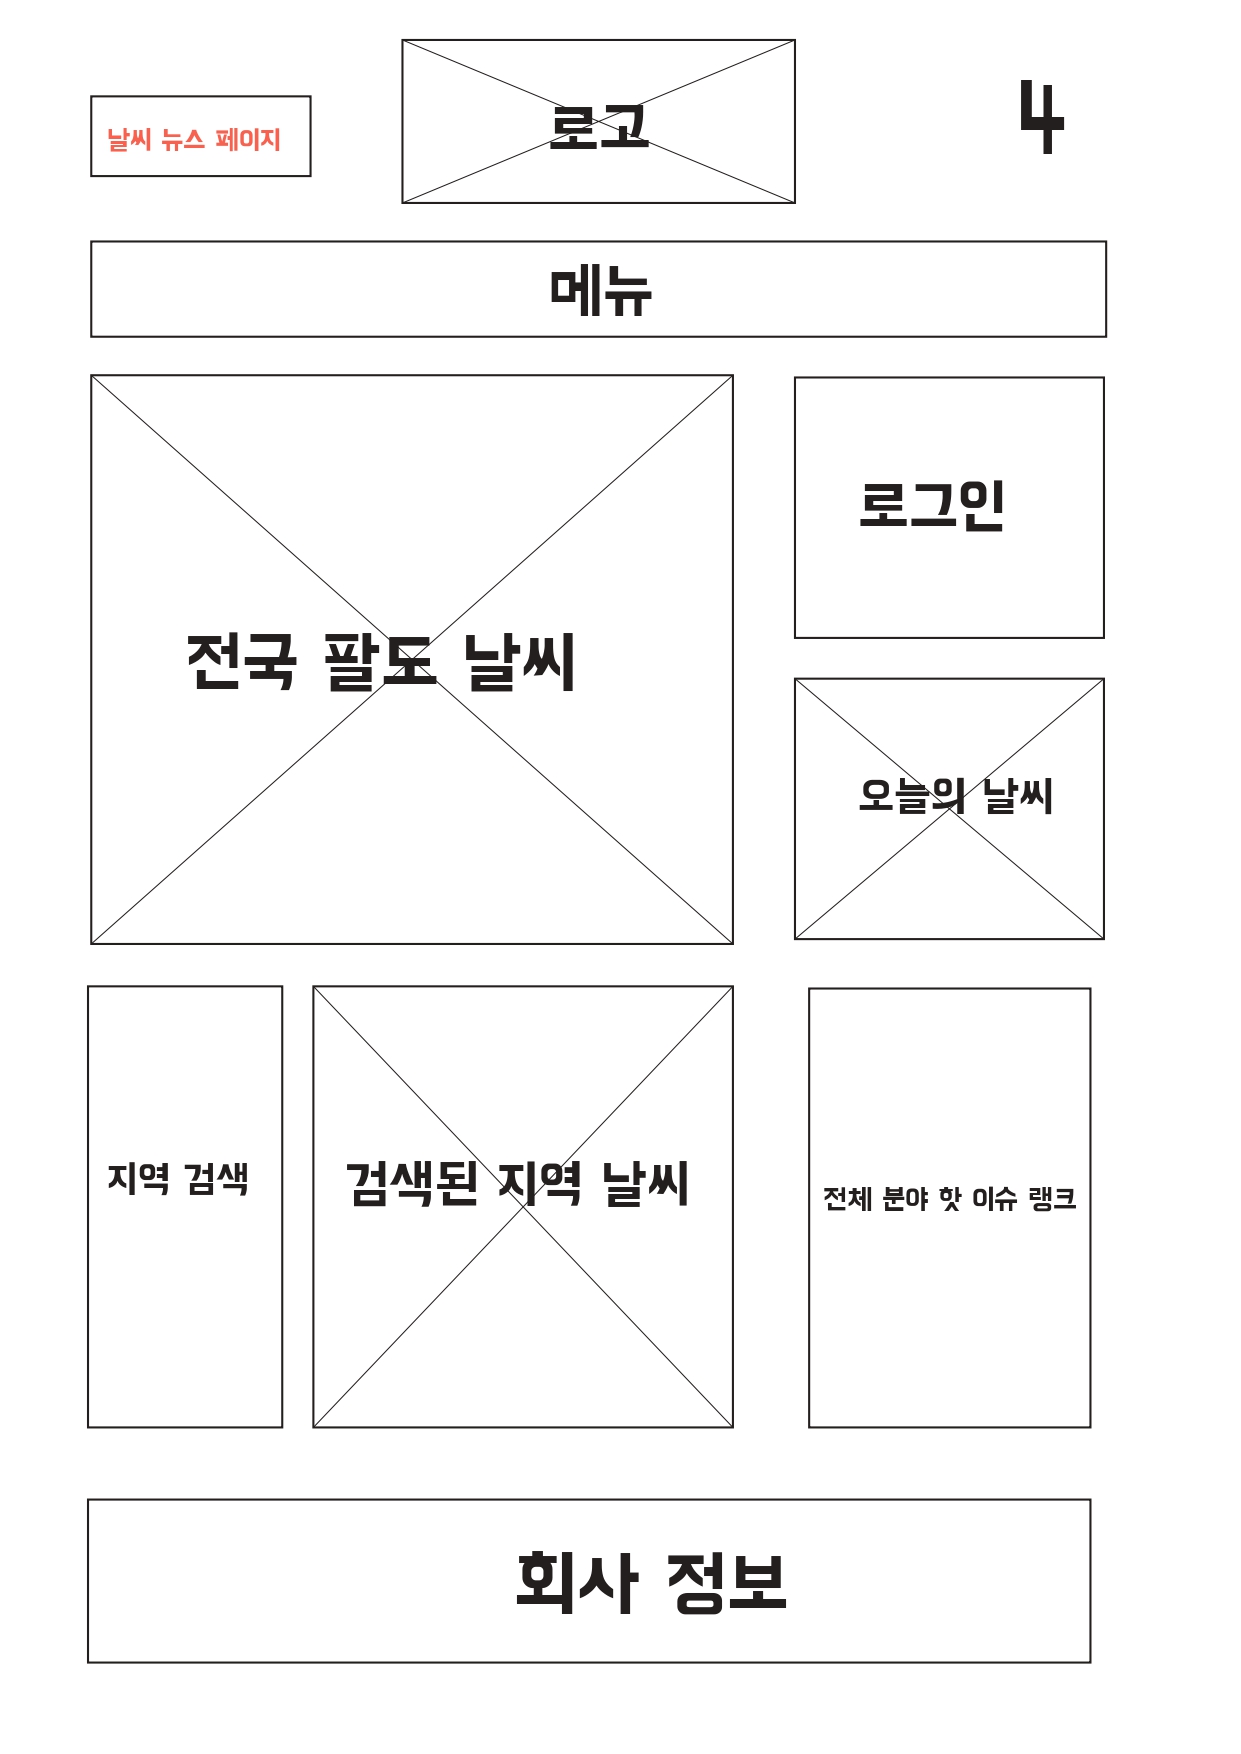 날씨 뉴스 페이지
로고
4
메뉴
전국 팔도 날씨
로그인
오늘의 날씨
지역 검색
검색된 지역 날씨
전체 분야 핫 이슈 랭크
회사 정보